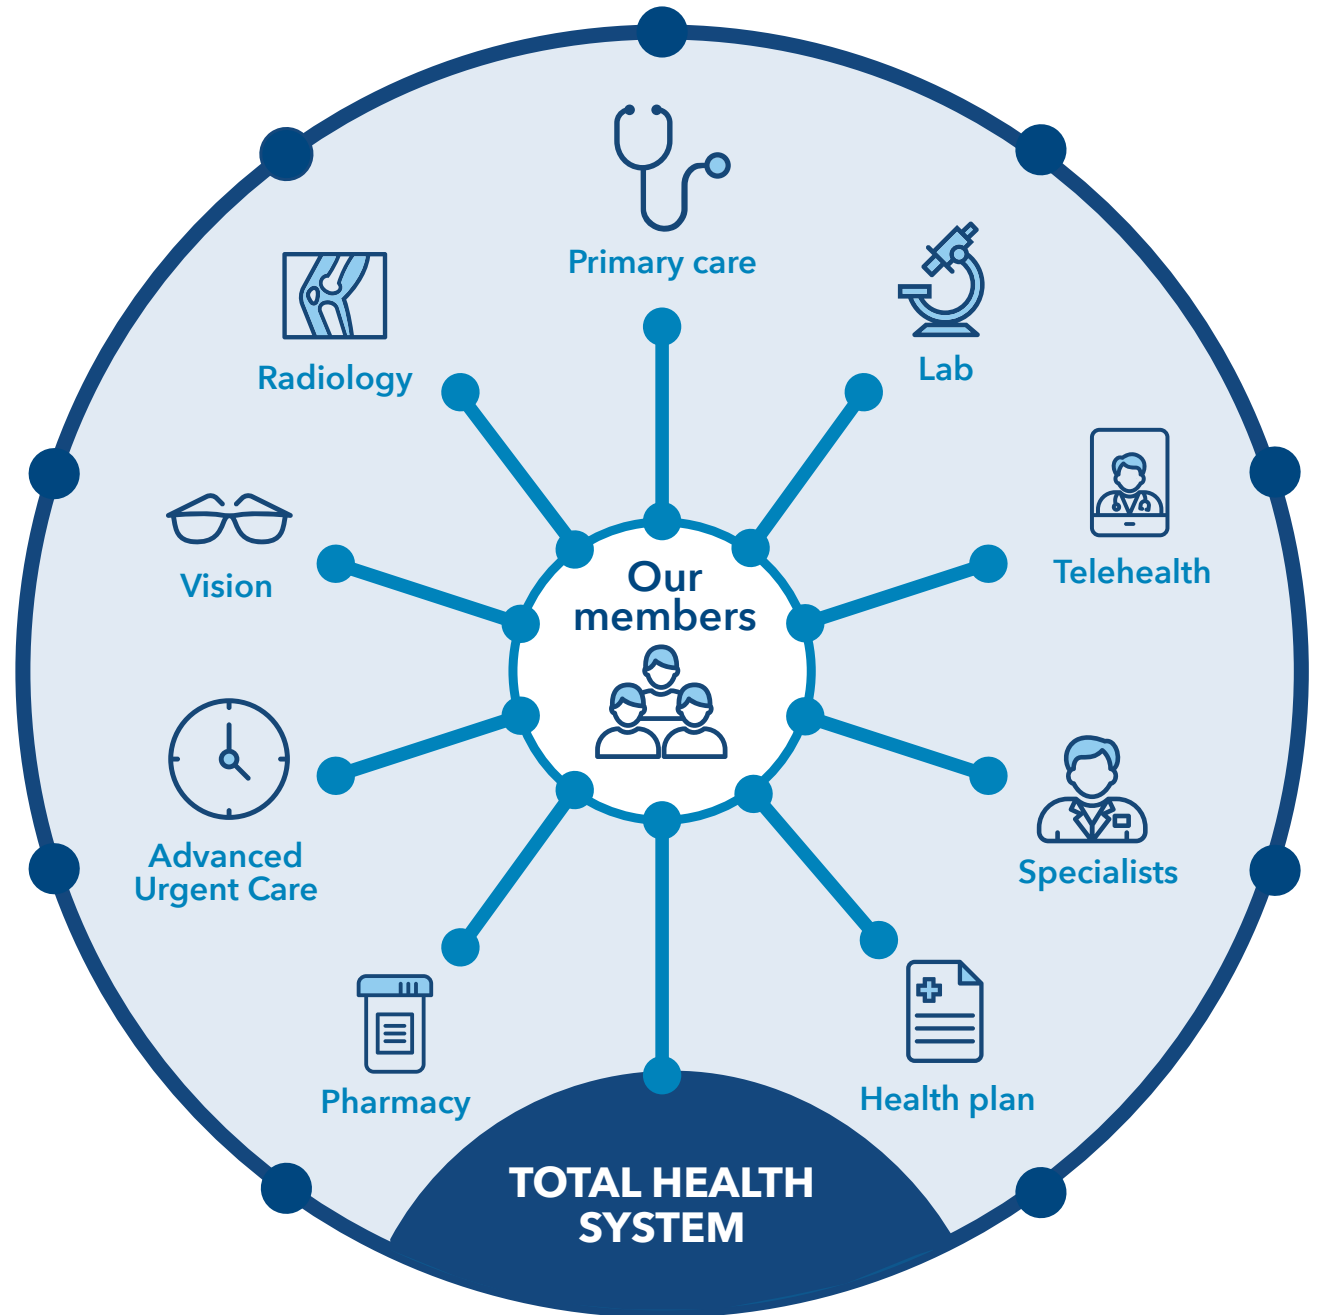 Primary care
Lab
Radiology
Telehealth
Vision
Our
members
Specialists
Advanced
Urgent Care
Health plan
Pharmacy
TOTAL HEALTH
SYSTEM